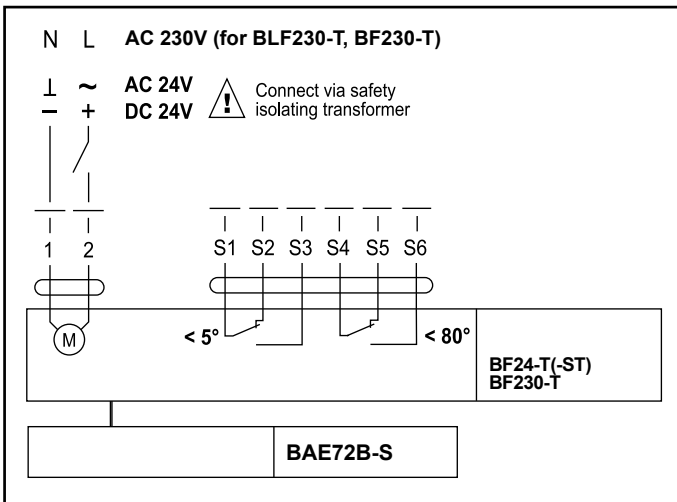 N L AC 230V (for BLF230-T, BF230-T)
⊥ ~ AC 24V
− + DC 24V
! Connect via safety
isolating transformer
1 2 S1 S2 S3 S4 S5 S6
M < 5° < 80°
BF24-T(-ST)
BF230-T
BAE72B-S